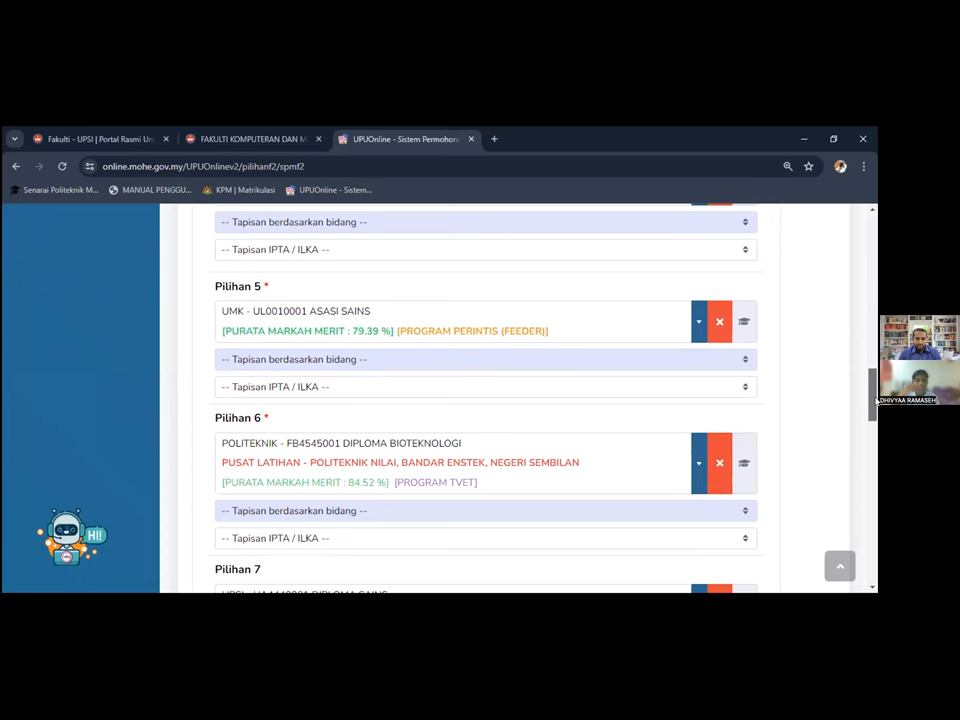 Fakulti - UPSI | Portal Rasmi Un
FAKULTI KOMPUTERAN DAN M
UPUOnline - Sistem Permohon
online.mohe.gov.my/UPUOnlinev2/pilihanf2/spmf2
Senarai Politeknik M...
MANUAL PENGGU...
KPM | Matrikulasi
UPUOnline - Sistem...
-- Tapisan berdasarkan bidang --
-- Tapisan IPTA / ILKA --
Pilihan 5 *
UMK - UL0010001 ASASI SAINS
[PURATA MARKAH MERIT : 79.39 %] [PROGRAM PERINTIS (FEEDER)]
-- Tapisan berdasarkan bidang --
-- Tapisan IPTA / ILKA --
Pilihan 6 *
POLITEKNIK - FB4545001 DIPLOMA BIOTEKNOLOGI
PUSAT LATIHAN - POLITEKNIK NILAI, BANDAR ENSTEK, NEGERI SEMBILAN
[PURATA MARKAH MERIT : 84.52 %] [PROGRAM TVET]
-- Tapisan berdasarkan bidang --
-- Tapisan IPTA / ILKA --
Pilihan 7
DIPLOMA SAINS
HI!
DHIVYAA RAMASEH